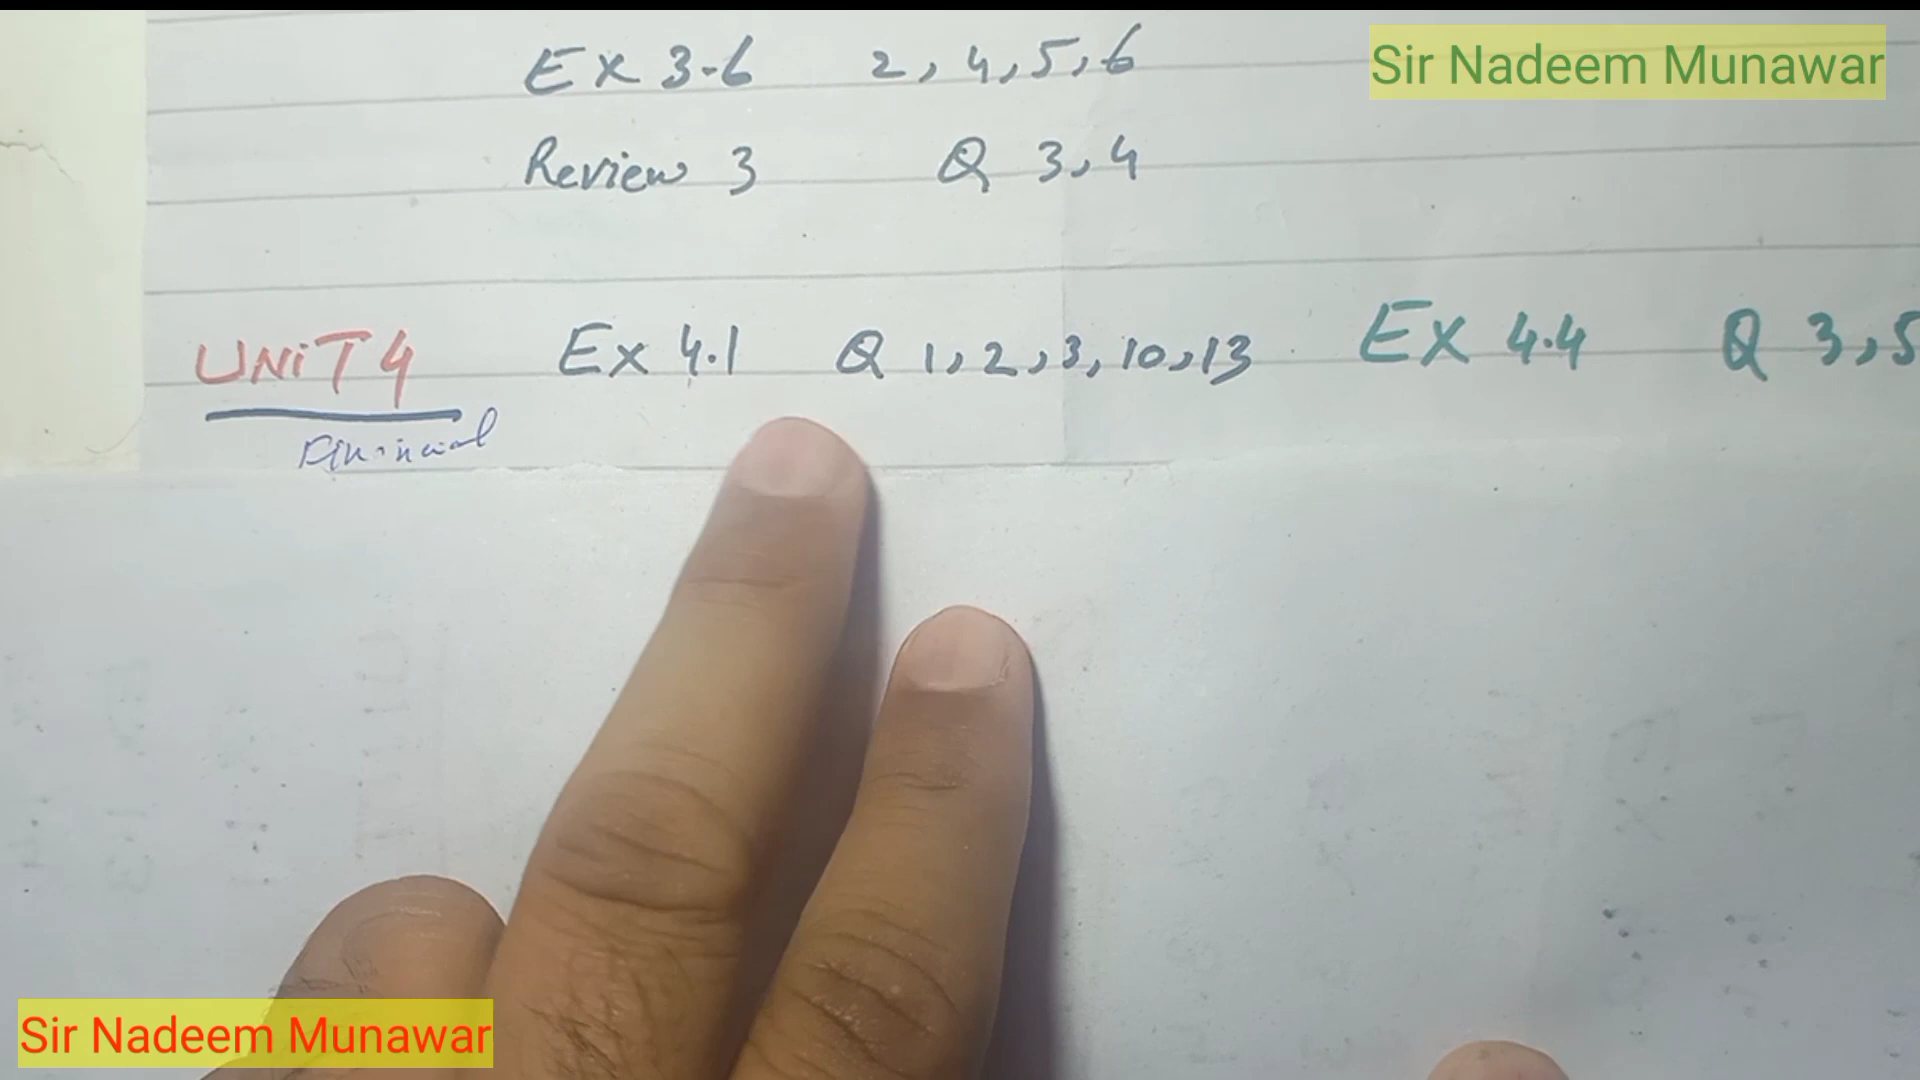 Ex 3.6 2, 4, 5, 6
Sir Nadeem Munawar
Review 3 Q 3, 4
UNiT 4 Ex 4.1 Q 1, 2, 3, 10, 13 Ex 4.4 Q 3, 5
Sir Nadeem Munawar